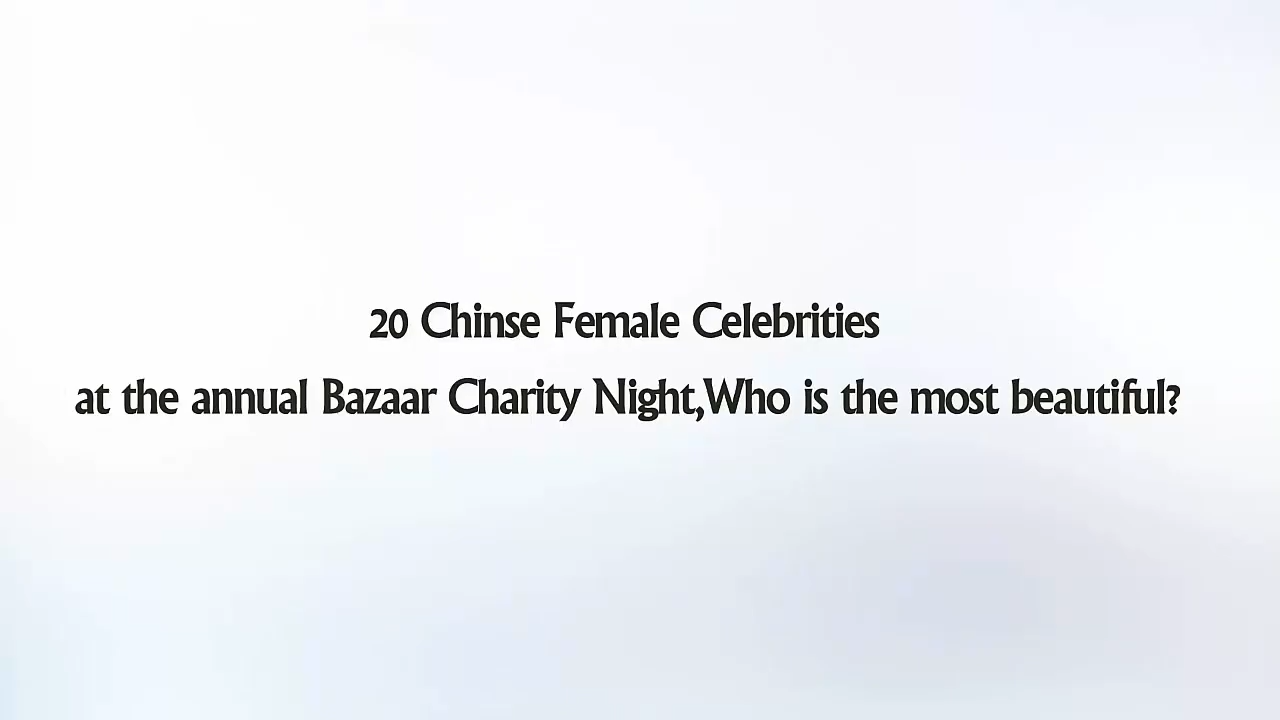 20 Chinse Female Celebrities
at the annual Bazaar Charity Night,Who is the most beautiful?